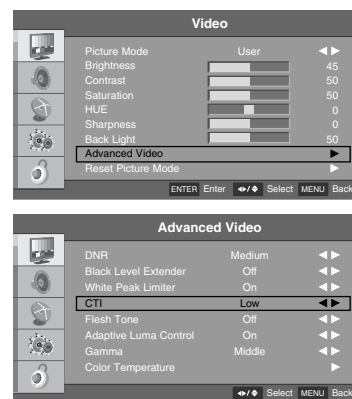 Video
Picture Mode User
Brightness 45
Contrast 50
Saturation 50
HUE 0
Sharpness 0
Back Light 50
Advanced Video
Reset Picture Mode
ENTER Enter Select MENU Back
Advanced Video
DNR Medium
Black Level Extender Off
White Peak Limiter On
CTI Low
Flesh Tone Off
Adaptive Luma Control On
Gamma Middle
Color Temperature
Select MENU Back